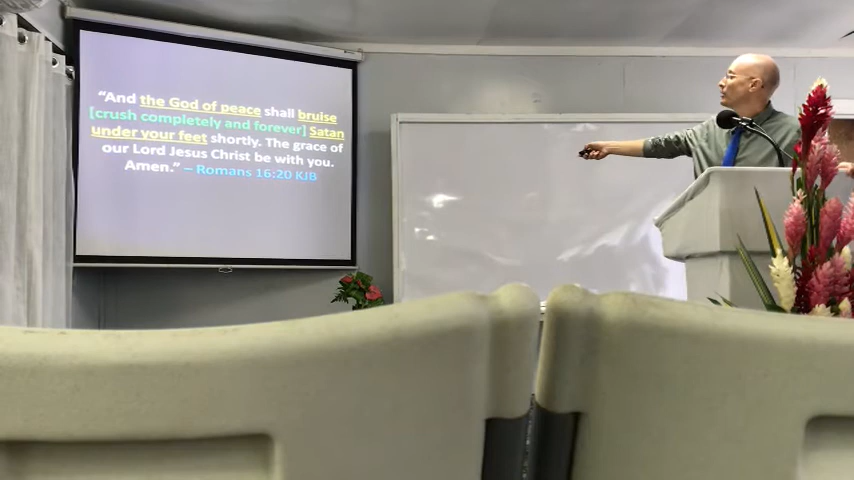 “And the God of peace shall bruise
[crush completely and forever] Satan
under your feet shortly. The grace of
our Lord Jesus Christ be with you.
Amen.” – Romans 16:20 KJB